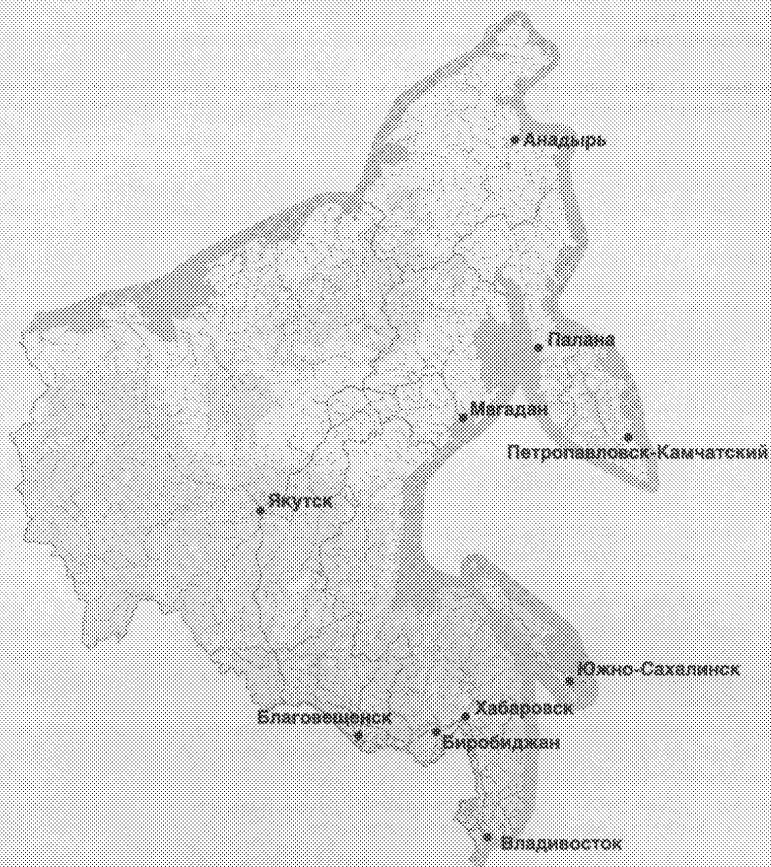 Анадырь
Палана
Магадан
Петропавловск-Камчатский
Якутск
Южно-Сахалинск
Хабаровск
Благовещенск
Биробиджан
Владивосток